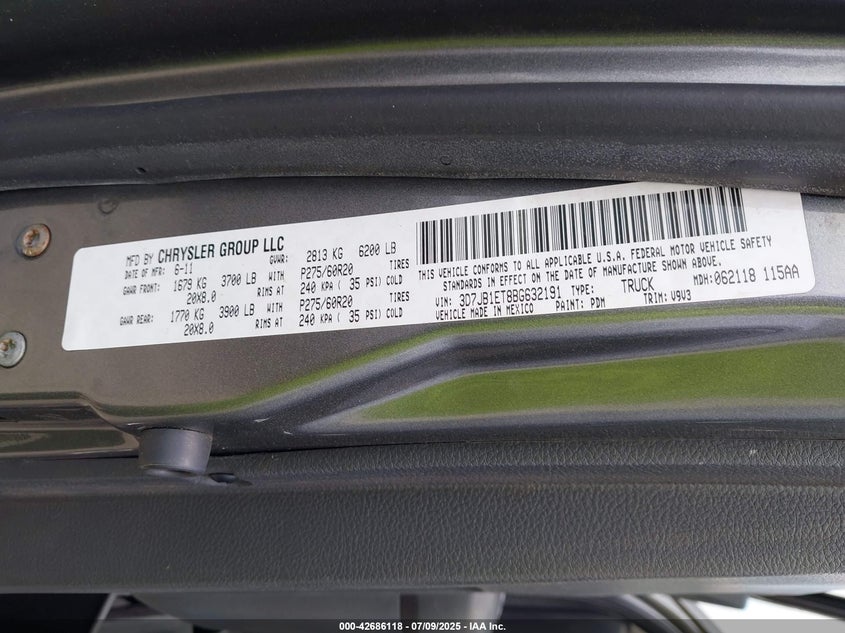 MFD BY CHRYSLER GROUP LLC
DATE OF MFR: 6-11 GVWR: 2813 KG 6200 LB
GAWR FRONT: 1679 KG 3700 LB WITH P275/60R20 TIRES
20X8.0 RIMS AT 240 KPA ( 35 PSI) COLD
GAWR REAR: 1770 KG 3900 LB WITH P275/60R20 TIRES
20X8.0 RIMS AT 240 KPA ( 35 PSI) COLD
THIS VEHICLE CONFORMS TO ALL APPLICABLE U.S.A. FEDERAL MOTOR VEHICLE SAFETY
STANDARDS IN EFFECT ON THE DATE OF MANUFACTURE SHOWN ABOVE.
VIN: 3D7JB1ET8BG632191 TYPE: TRUCK MDH: 062118 115AA
VEHICLE MADE IN MEXICO PAINT: PDM TRIM: V9V3
000-42686118 - 07/09/2025 - IAA Inc.